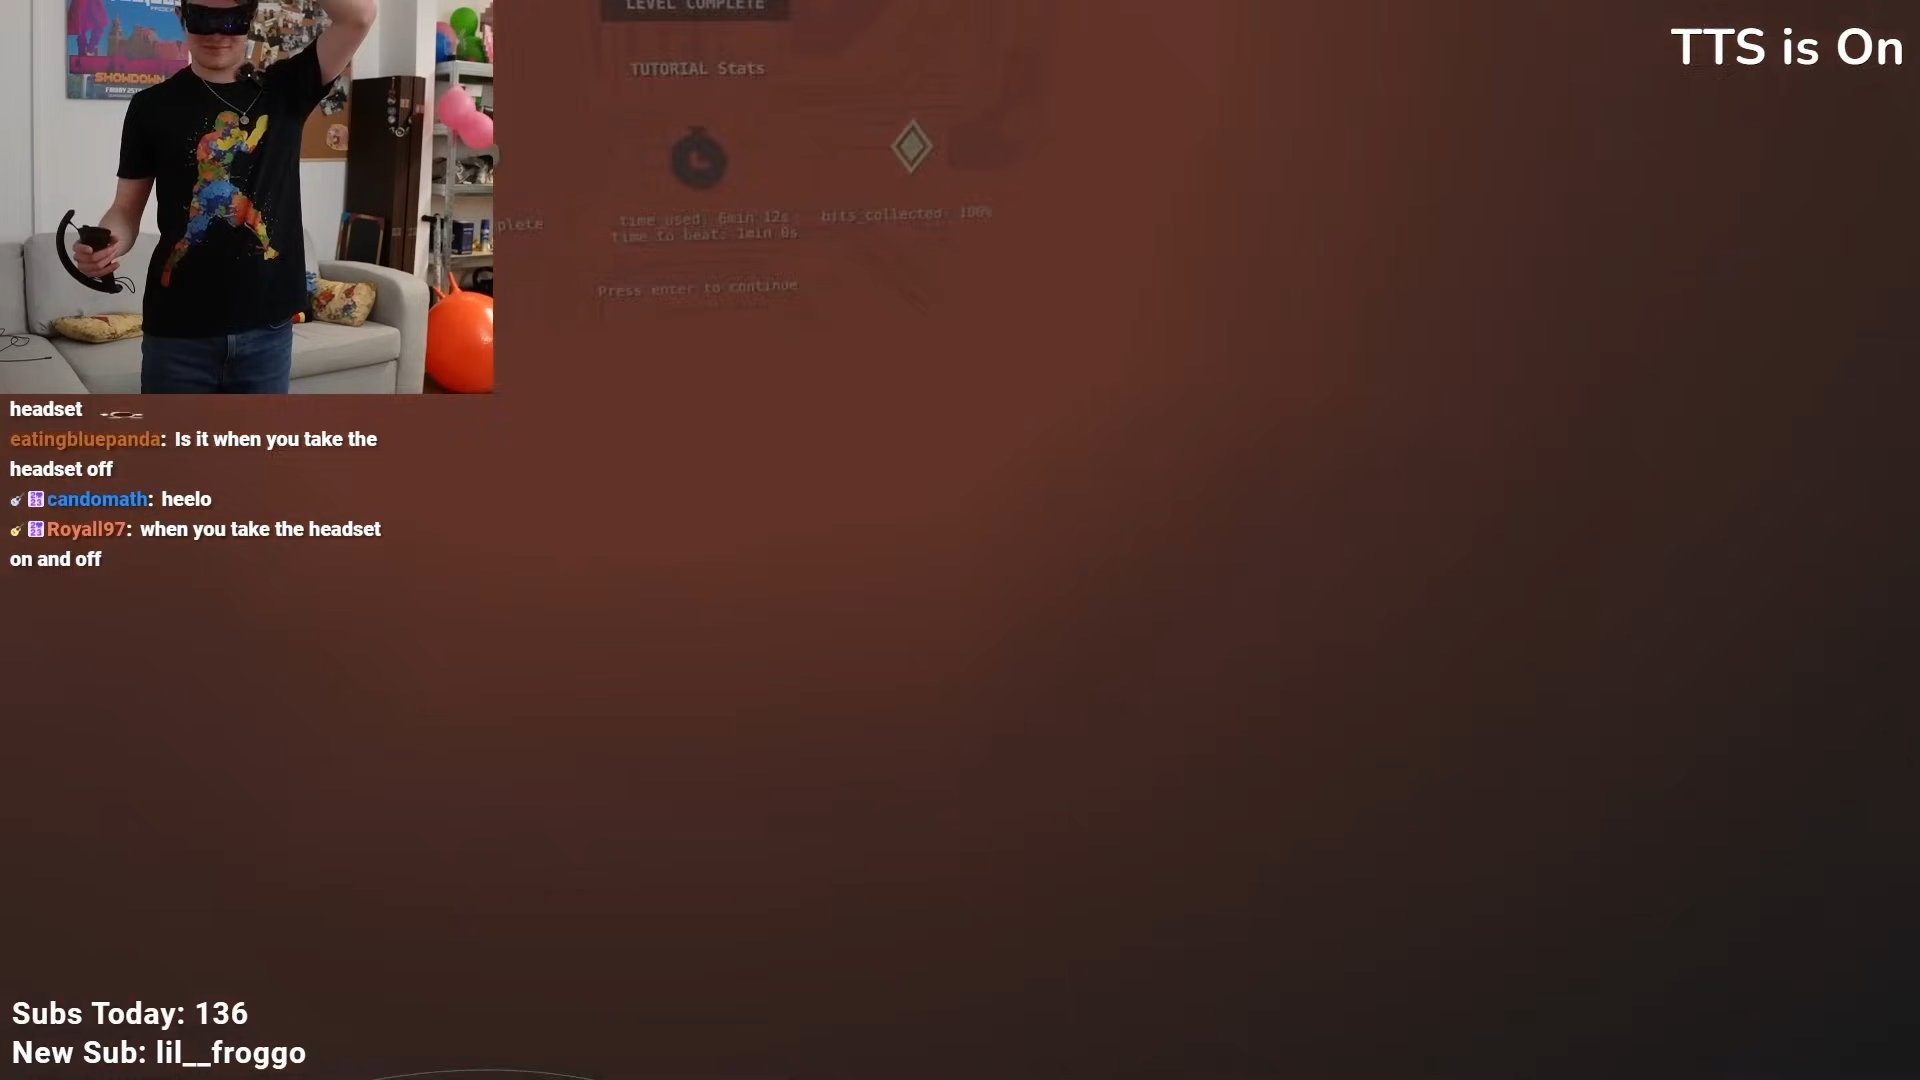 LEVEL COMPLETE
TTS is On
TUTORIAL Stats
SHOWDOWN
plete
time used: 6min 12s
time to beat: 1min 0s
bits collected: 100%
Press enter to continue
headset
eatingbluepanda: Is it when you take the
headset off
candomath: heelo
Royall97: when you take the headset
on and off
Subs Today: 136
New Sub: lil__froggo